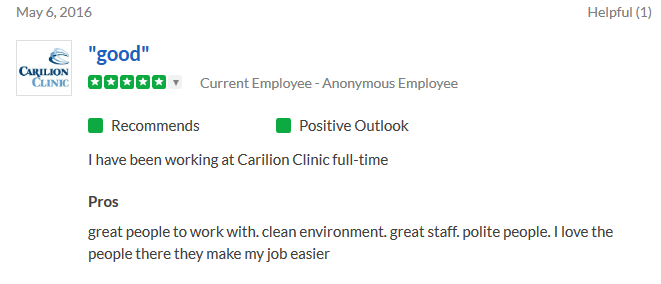 May 6, 2016 Helpful (1)
CARILION
CLINIC
"good"
Current Employee - Anonymous Employee
Recommends Positive Outlook
I have been working at Carilion Clinic full-time
Pros
great people to work with. clean environment. great staff. polite people. I love the
people there they make my job easier